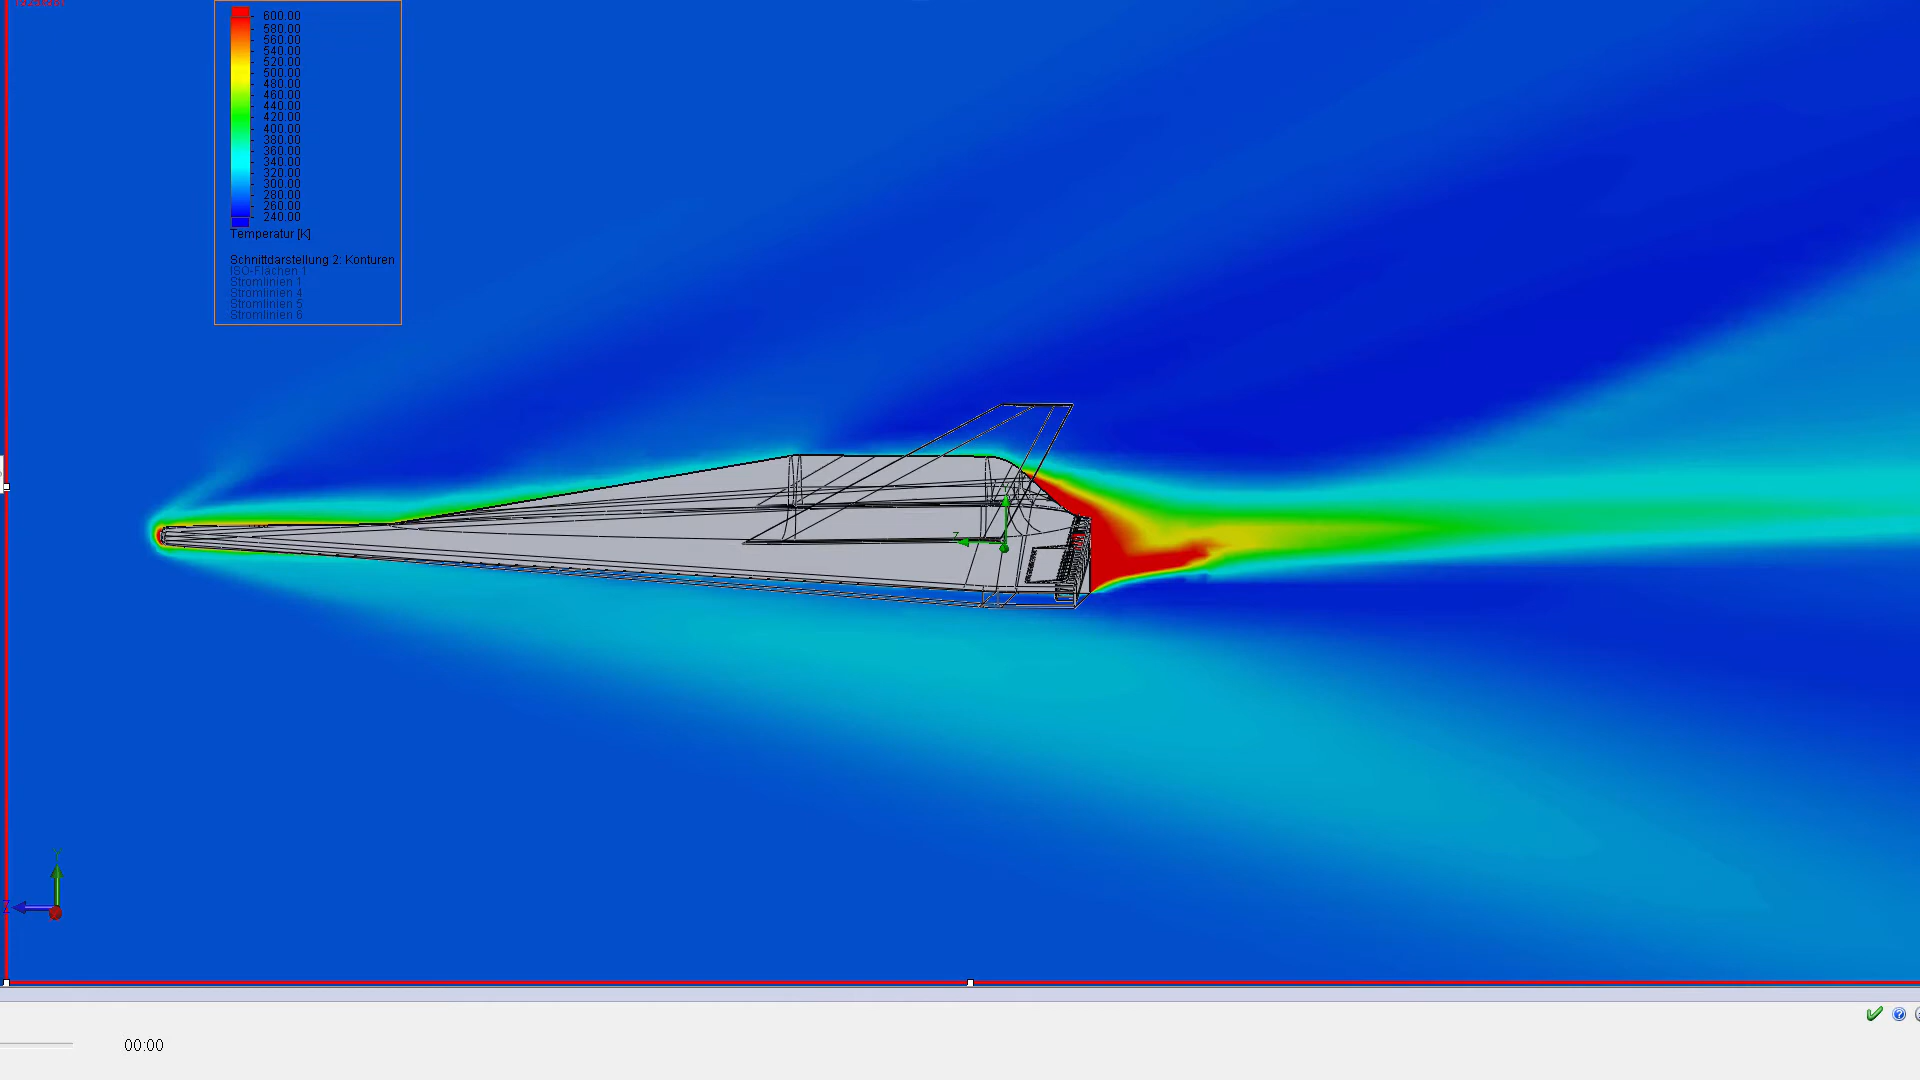 600.00
580.00
560.00
540.00
520.00
500.00
480.00
460.00
440.00
420.00
400.00
380.00
360.00
340.00
320.00
300.00
280.00
260.00
240.00
Temperatur [K]
Schnittdarstellung 2: Konturen
ISO-Flächen 1
Stromlinien 1
Stromlinien 4
Stromlinien 5
Stromlinien 6
Z
Y
Z
00:00